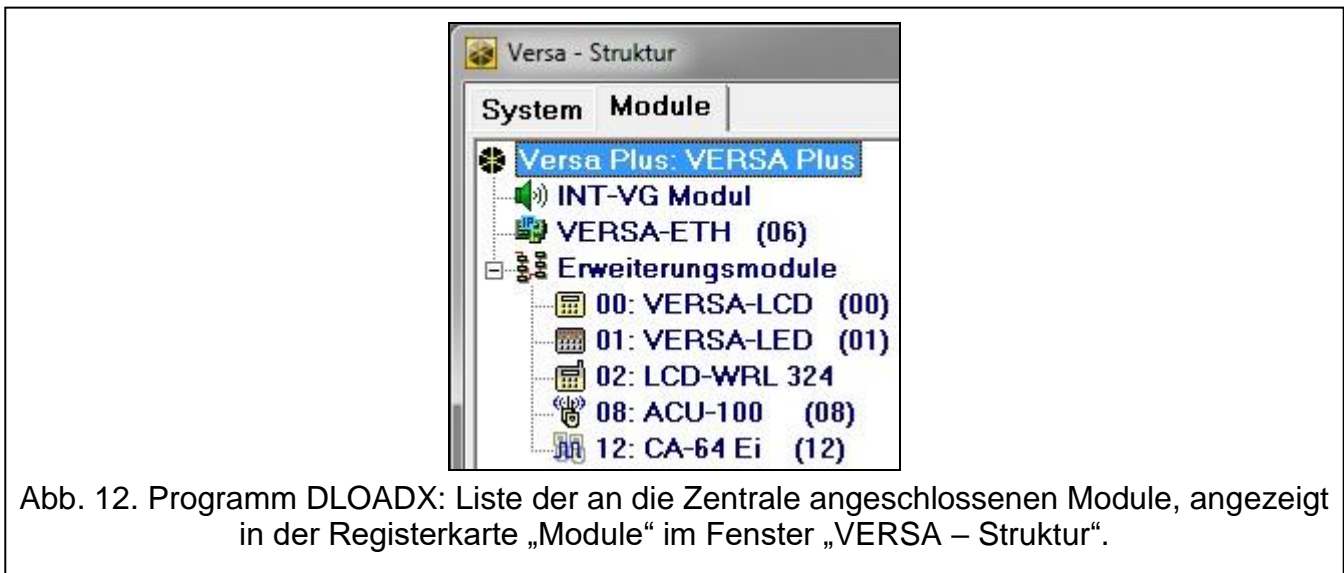 Versa - Struktur
System Module
Versa Plus: VERSA Plus
INT-VG Modul
VERSA-ETH (06)
Erweiterungsmodule
00: VERSA-LCD (00)
01: VERSA-LED (01)
02: LCD-WRL 324
08: ACU-100 (08)
12: CA-64 Ei (12)
Abb. 12. Programm DLOADX: Liste der an die Zentrale angeschlossenen Module, angezeigt
in der Registerkarte „Module“ im Fenster „VERSA – Struktur“.